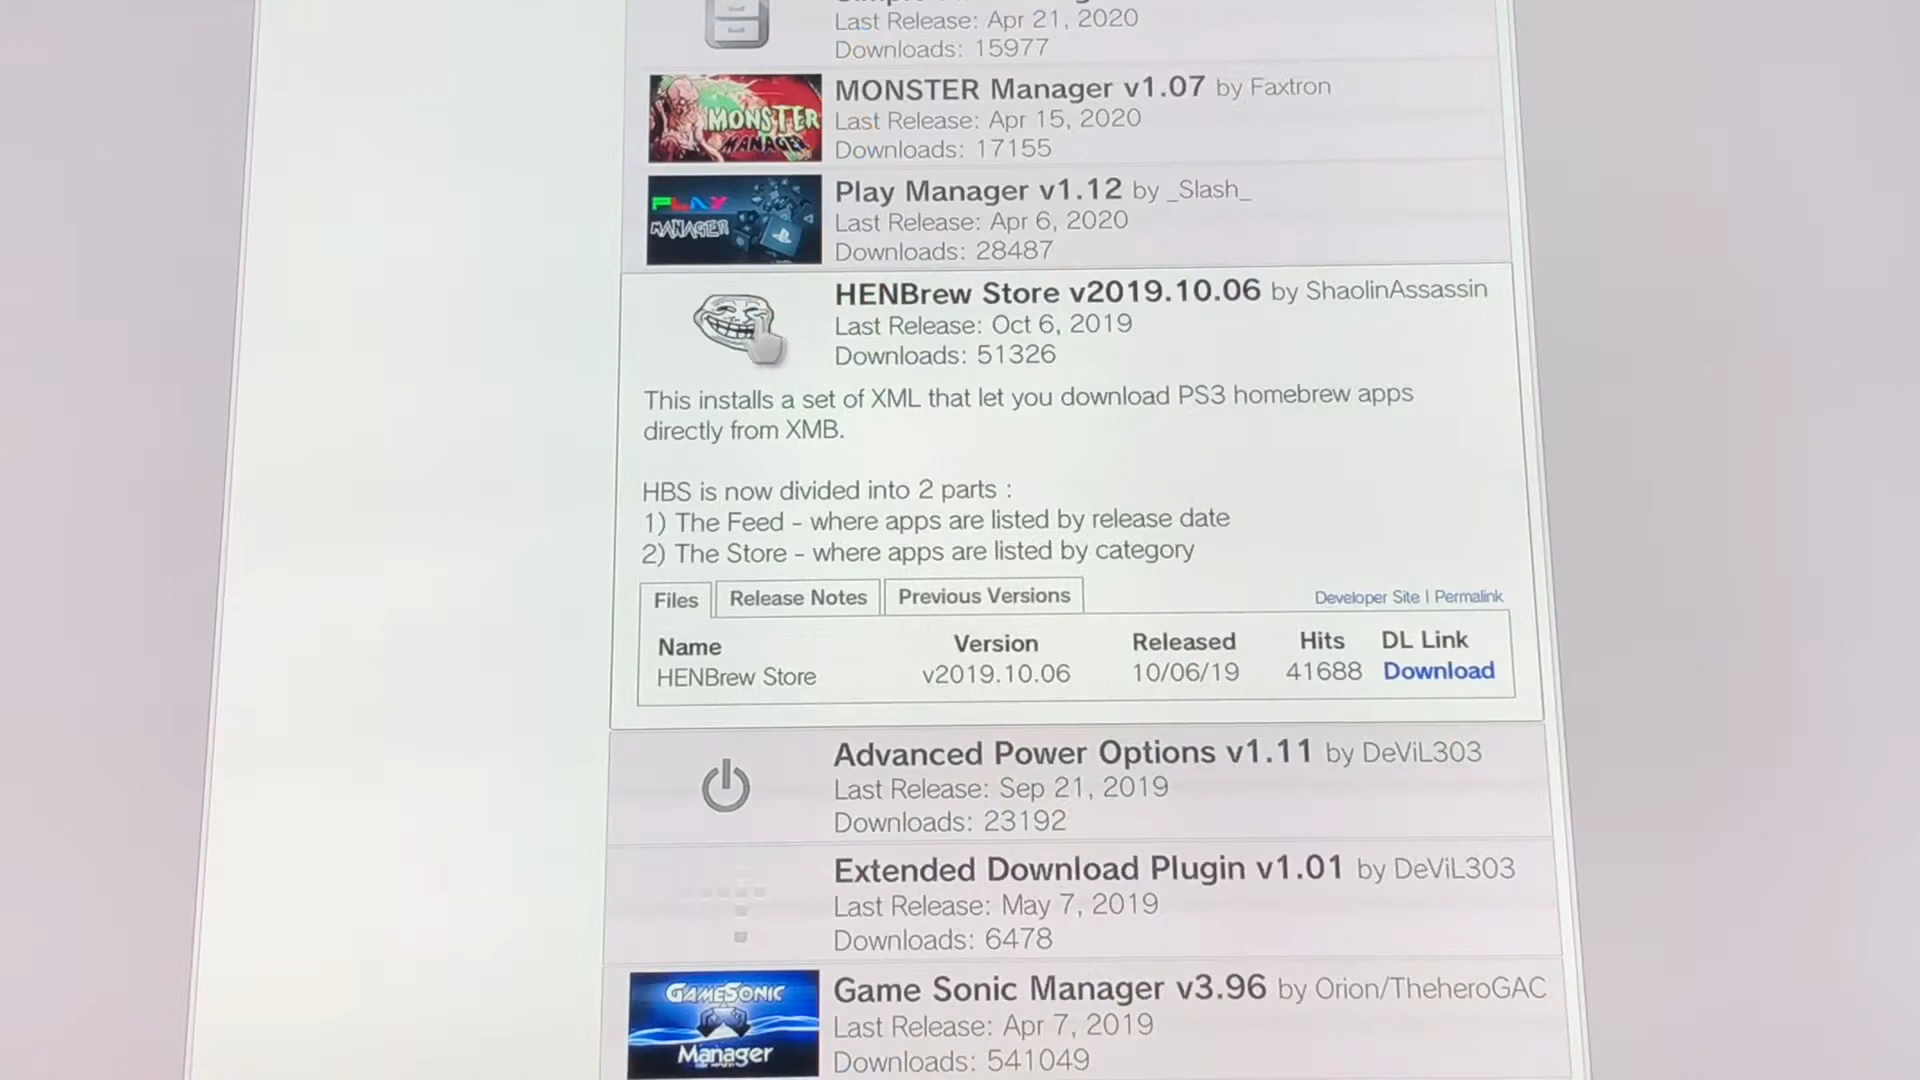 Last Release: Apr 21, 2020
Downloads: 15977
MONSTER
MANAGER
MONSTER Manager v1.07 by Faxtron
Last Release: Apr 15, 2020
Downloads: 17155
PLAY
MANAGER
Play Manager v1.12 by _Slash_
Last Release: Apr 6, 2020
Downloads: 28487
HENBrew Store v2019.10.06 by ShaolinAssassin
Last Release: Oct 6, 2019
Downloads: 51326
This installs a set of XML that let you download PS3 homebrew apps
directly from XMB.
HBS is now divided into 2 parts :
1) The Feed - where apps are listed by release date
2) The Store - where apps are listed by category
Files Release Notes Previous Versions Developer Site | Permalink
Name Version Released Hits DL Link
HENBrew Store v2019.10.06 10/06/19 41688 Download
Advanced Power Options v1.11 by DeViL303
Last Release: Sep 21, 2019
Downloads: 23192
Extended Download Plugin v1.01 by DeViL303
Last Release: May 7, 2019
Downloads: 6478
GAMESONIC
Manager
Game Sonic Manager v3.96 by Orion/TheheroGAC
Last Release: Apr 7, 2019
Downloads: 541049